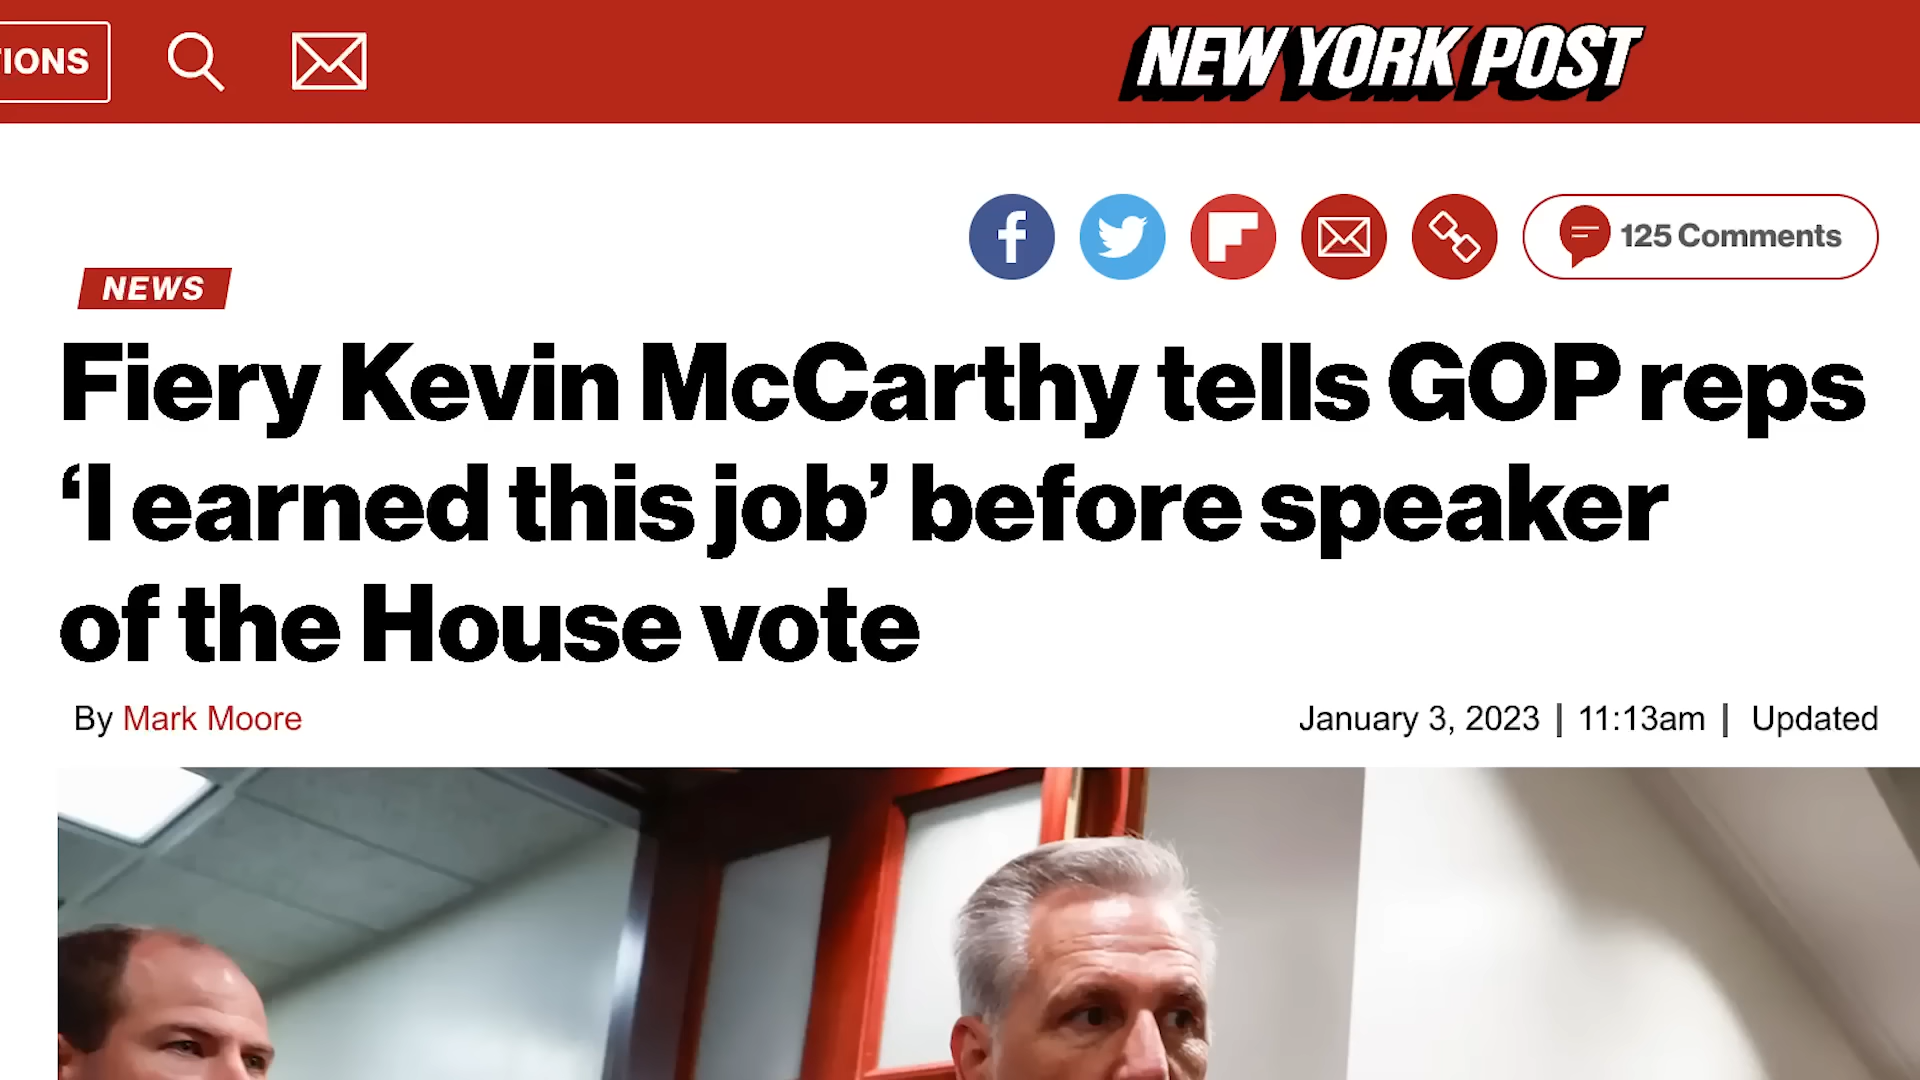 TIONS
NEW YORK POST
125 Comments
NEWS
Fiery Kevin McCarthy tells GOP reps
‘I earned this job’ before speaker
of the House vote
By Mark Moore
January 3, 2023 | 11:13am | Updated